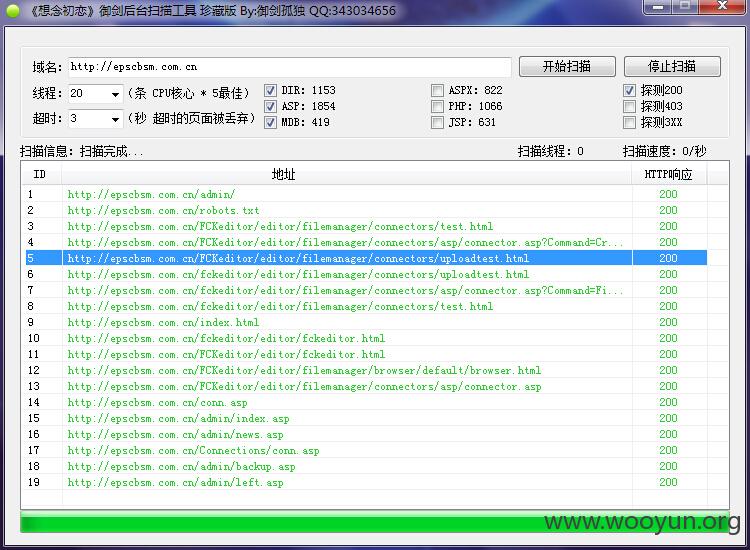 《想念初恋》御剑后台扫描工具 珍藏版 By:御剑孤独 QQ:343034656
域名: http://epscbsm.com.cn 开始扫描 停止扫描
线程: 20 (条 CPU核心 * 5最佳) DIR: 1153 ASPX: 822 探测200
ASP: 1854 PHP: 1066 探测403
超时: 3 (秒 超时的页面被丢弃) MDB: 419 JSP: 631 探测3XX
扫描信息: 扫描完成... 扫描线程: 0 扫描速度: 0/秒
ID 地址 HTTP响应
1 http://epscbsm.com.cn/admin/ 200
2 http://epscbsm.com.cn/robots.txt 200
3 http://epscbsm.com.cn/FCKeditor/editor/filemanager/connectors/test.html 200
4 http://epscbsm.com.cn/FCKeditor/editor/filemanager/connectors/asp/connector.asp?Command=Cr... 200
5 http://epscbsm.com.cn/FCKeditor/editor/filemanager/connectors/uploadtest.html 200
6 http://epscbsm.com.cn/fckeditor/editor/filemanager/connectors/uploadtest.html 200
7 http://epscbsm.com.cn/fckeditor/editor/filemanager/connectors/asp/connector.asp?Command=Fi... 200
8 http://epscbsm.com.cn/fckeditor/editor/filemanager/connectors/test.html 200
9 http://epscbsm.com.cn/index.html 200
10 http://epscbsm.com.cn/fckeditor/editor/fckeditor.html 200
11 http://epscbsm.com.cn/FCKeditor/editor/fckeditor.html 200
12 http://epscbsm.com.cn/FCKeditor/editor/filemanager/browser/default/browser.html 200
13 http://epscbsm.com.cn/FCKeditor/editor/filemanager/connectors/asp/connector.asp 200
14 http://epscbsm.com.cn/conn.asp 200
15 http://epscbsm.com.cn/admin/index.asp 200
16 http://epscbsm.com.cn/admin/news.asp 200
17 http://epscbsm.com.cn/Connections/conn.asp 200
18 http://epscbsm.com.cn/admin/backup.asp 200
19 http://epscbsm.com.cn/admin/left.asp 200
www.wooyun.org